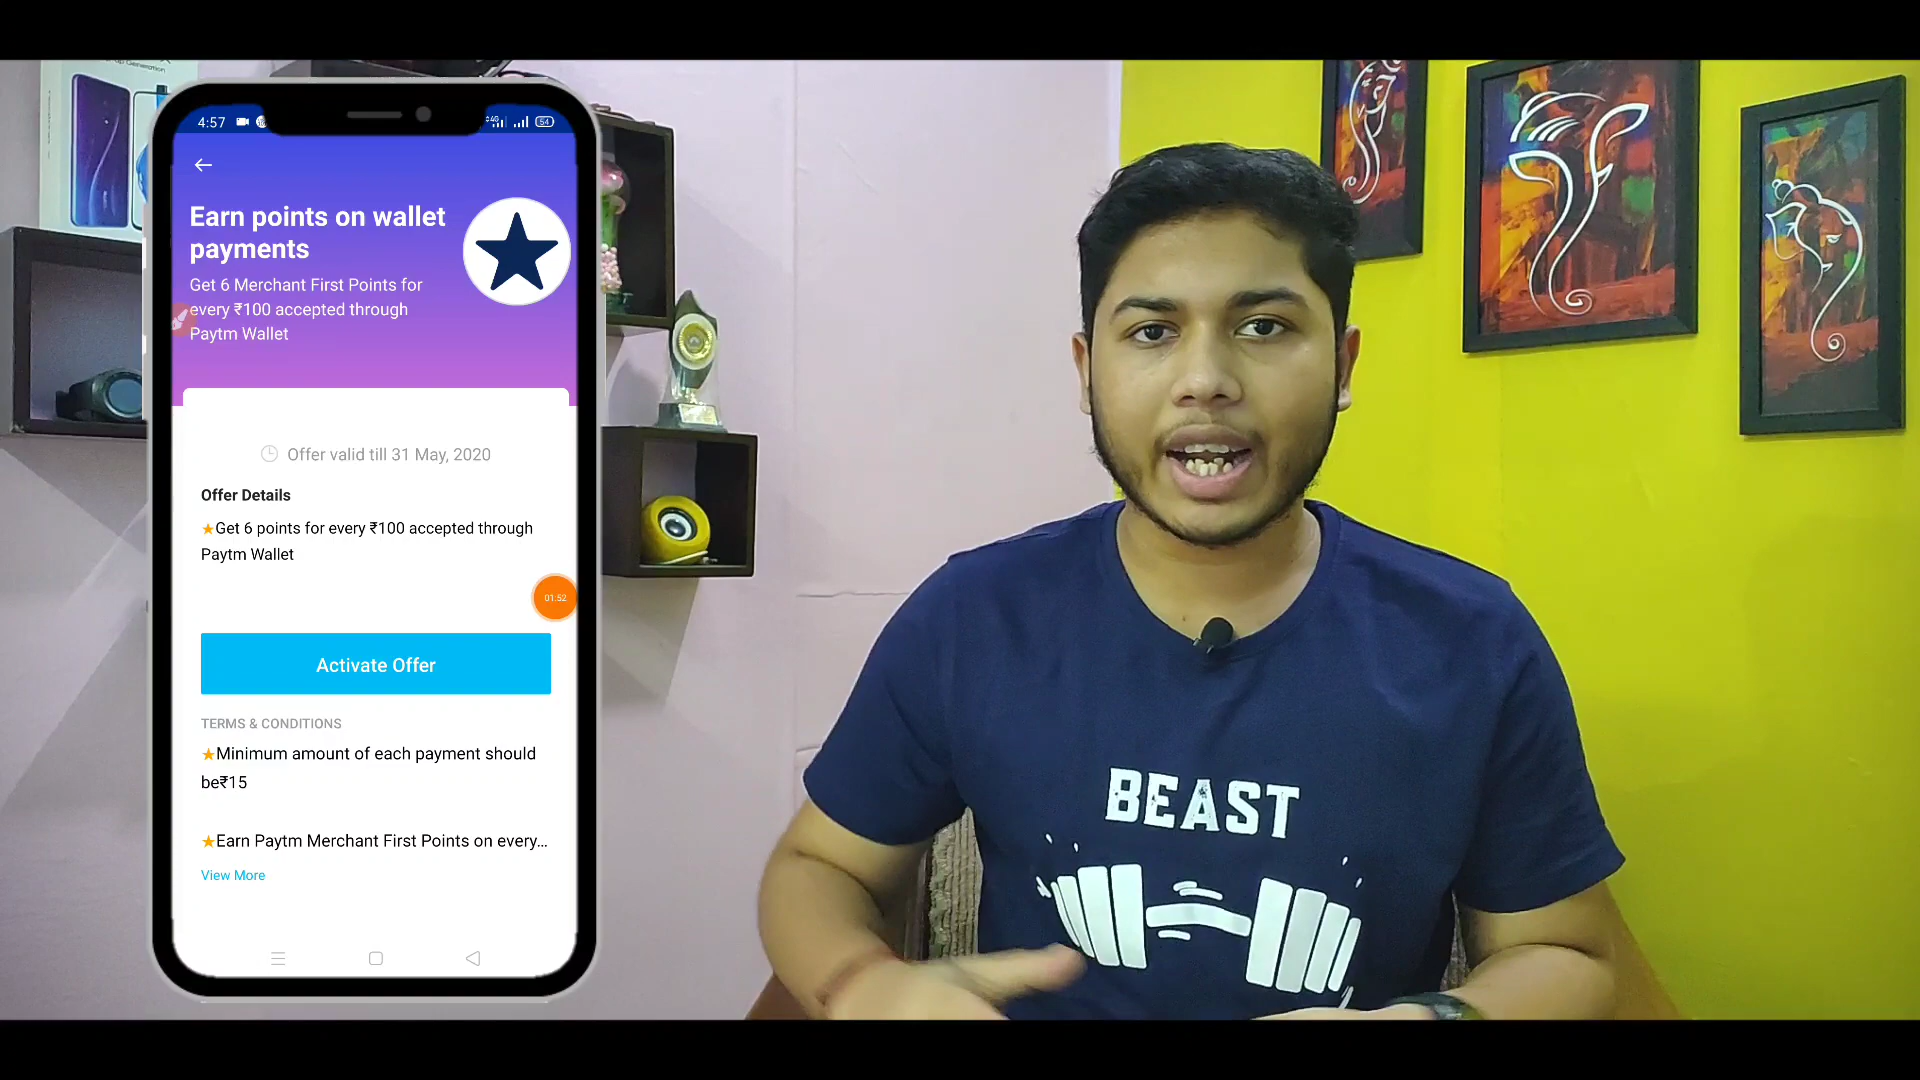 Generation
4:57
4G
54
Earn points on wallet
payments
Get 6 Merchant First Points for
every ₹100 accepted through
Paytm Wallet
Offer valid till 31 May, 2020
Offer Details
★Get 6 points for every ₹100 accepted through
Paytm Wallet
01:52
Activate Offer
TERMS & CONDITIONS
★Minimum amount of each payment should
be₹15
★Earn Paytm Merchant First Points on every...
View More
BEAST